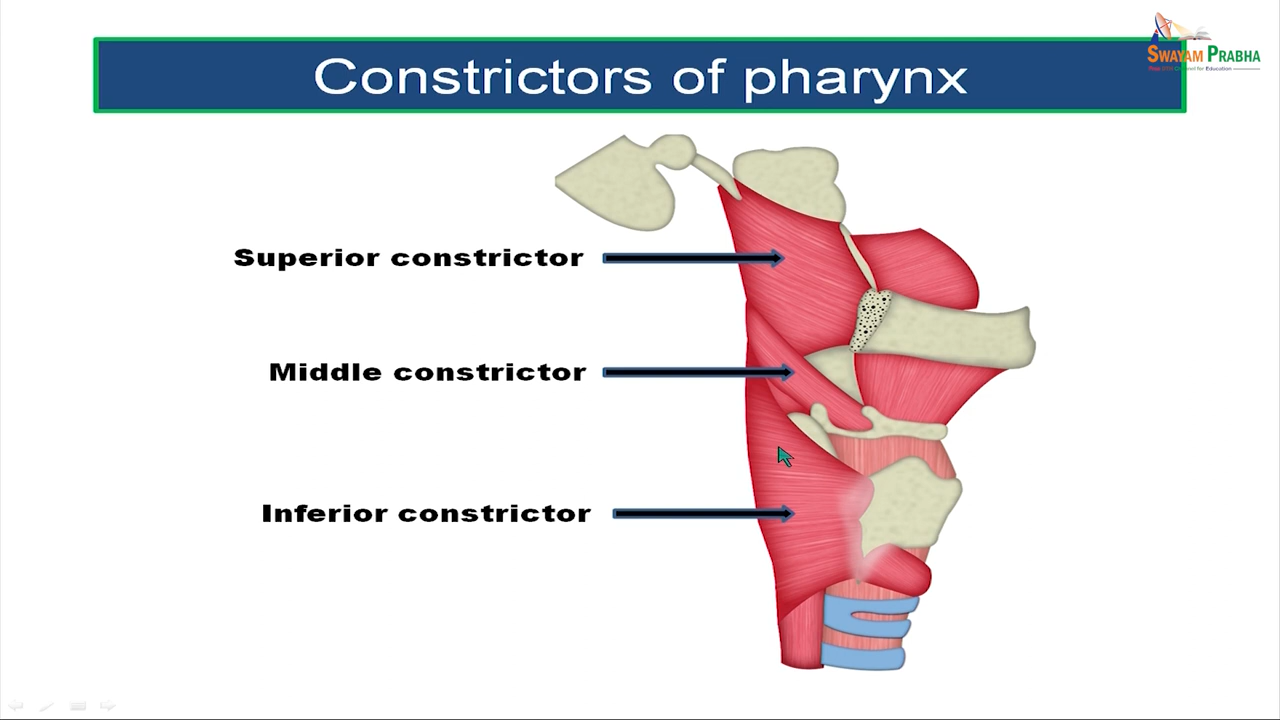 Constrictors of pharynx
SWAYAM PRABHA
Superior constrictor
Middle constrictor
Inferior constrictor